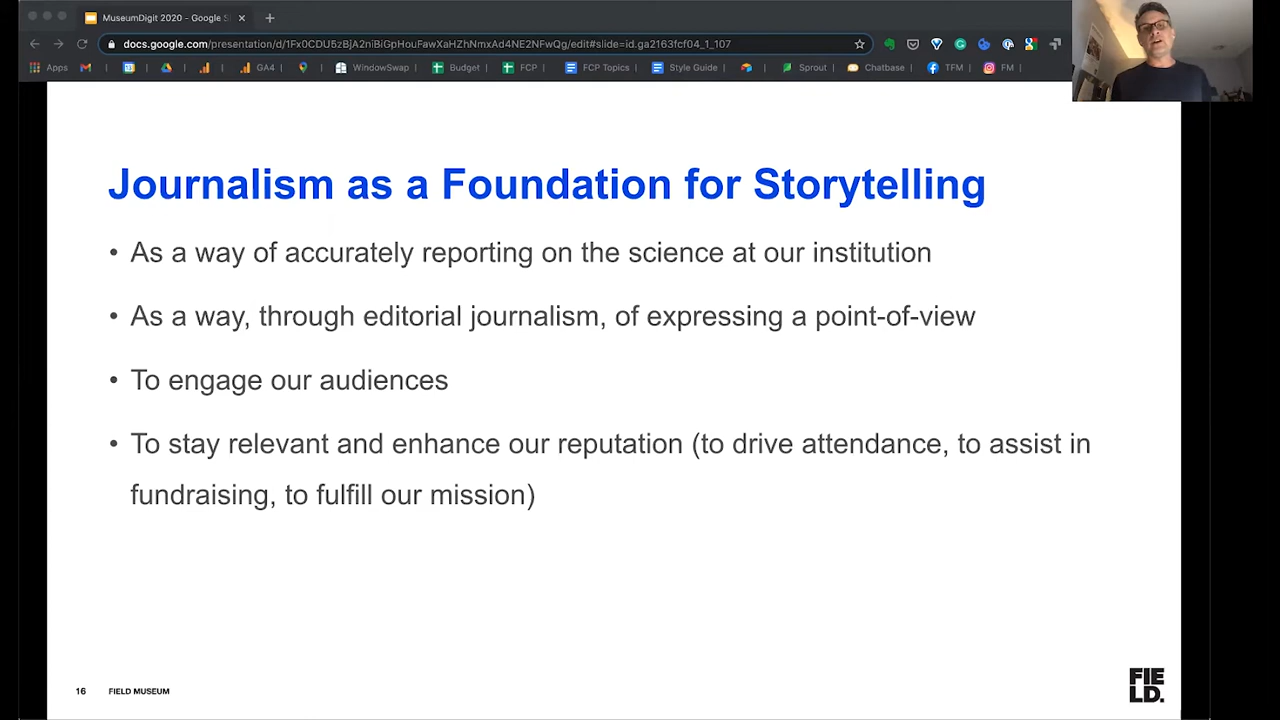 MuseumDigit 2020 - Google S
docs.google.com/presentation/d/1Fx0CDU5zBjA2niBiGpHouFawXaHZhNmxAd4NE2NFwQg/edit#slide=id.ga2163fcf04_1_107
Apps GA4 WindowSwap Budget FCP FCP Topics Style Guide Sprout Chatbase TFM FM
Journalism as a Foundation for Storytelling
• As a way of accurately reporting on the science at our institution
• As a way, through editorial journalism, of expressing a point-of-view
• To engage our audiences
• To stay relevant and enhance our reputation (to drive attendance, to assist in
fundraising, to fulfill our mission)
16 FIELD MUSEUM
FIE
LD.